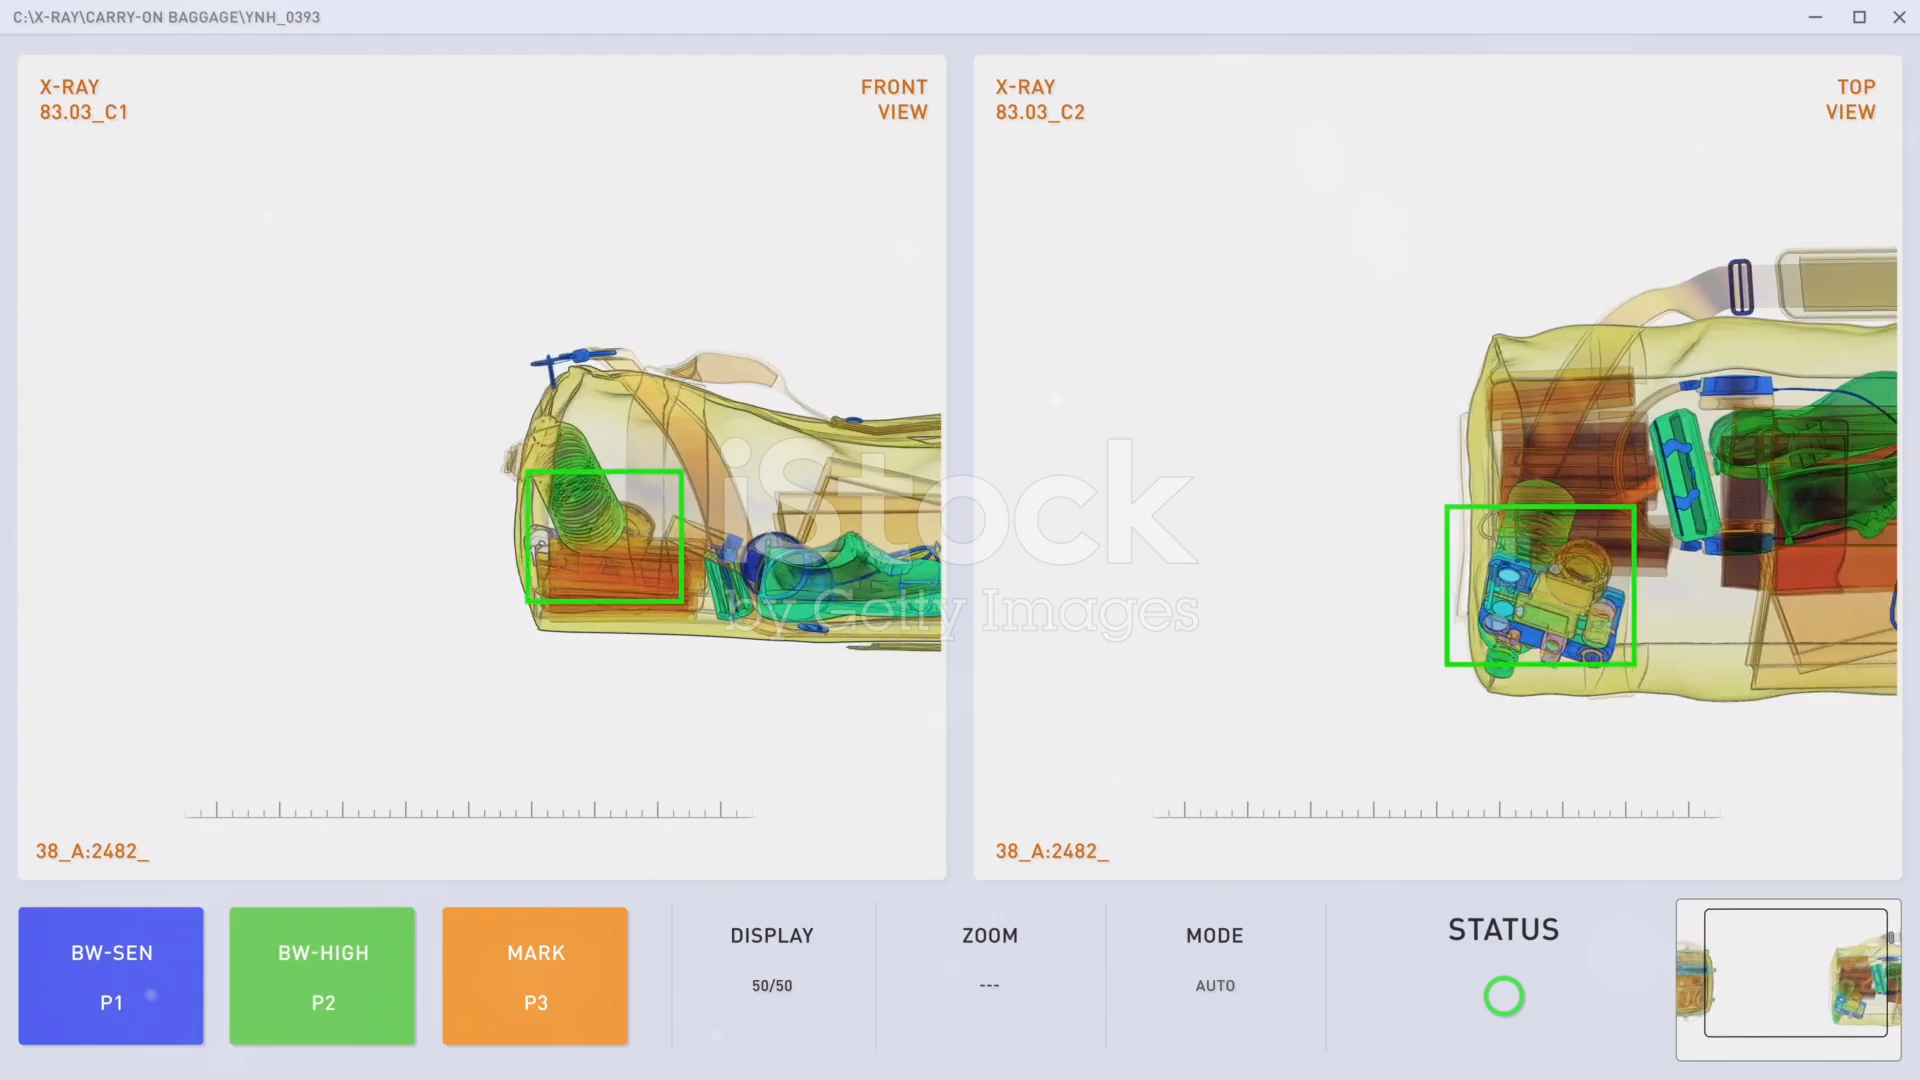 C:\X-RAY\CARRY-ON BAGGAGE\YNH_0393
X-RAY
83.03_C1
FRONT
VIEW
X-RAY
83.03_C2
TOP
VIEW
iStock
by Getty Images
38_A:2482_
38_A:2482_
BW-SEN
P1
BW-HIGH
P2
MARK
P3
DISPLAY
50/50
ZOOM
---
MODE
AUTO
STATUS